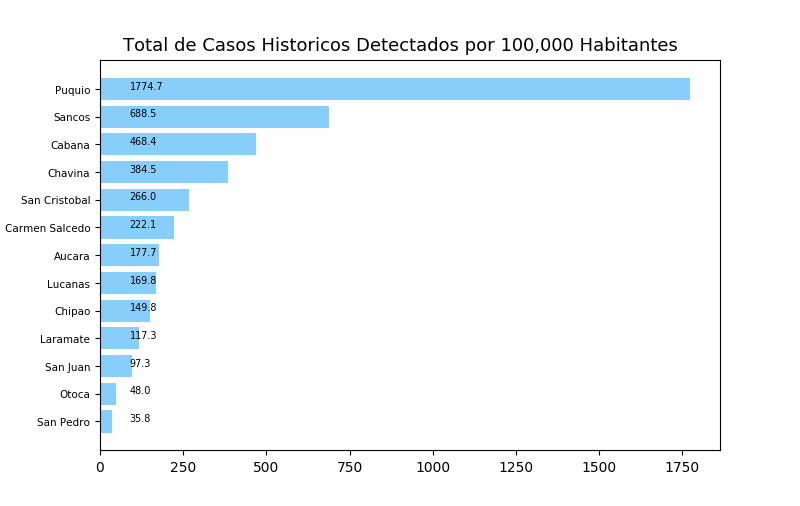 Total de Casos Historicos Detectados por 100,000 Habitantes
Puquio 1774.7
Sancos 688.5
Cabana 468.4
Chavina 384.5
San Cristobal 266.0
Carmen Salcedo 222.1
Aucara 177.7
Lucanas 169.8
Chipao 149.8
Laramate 117.3
San Juan 97.3
Otoca 48.0
San Pedro 35.8
0 250 500 750 1000 1250 1500 1750